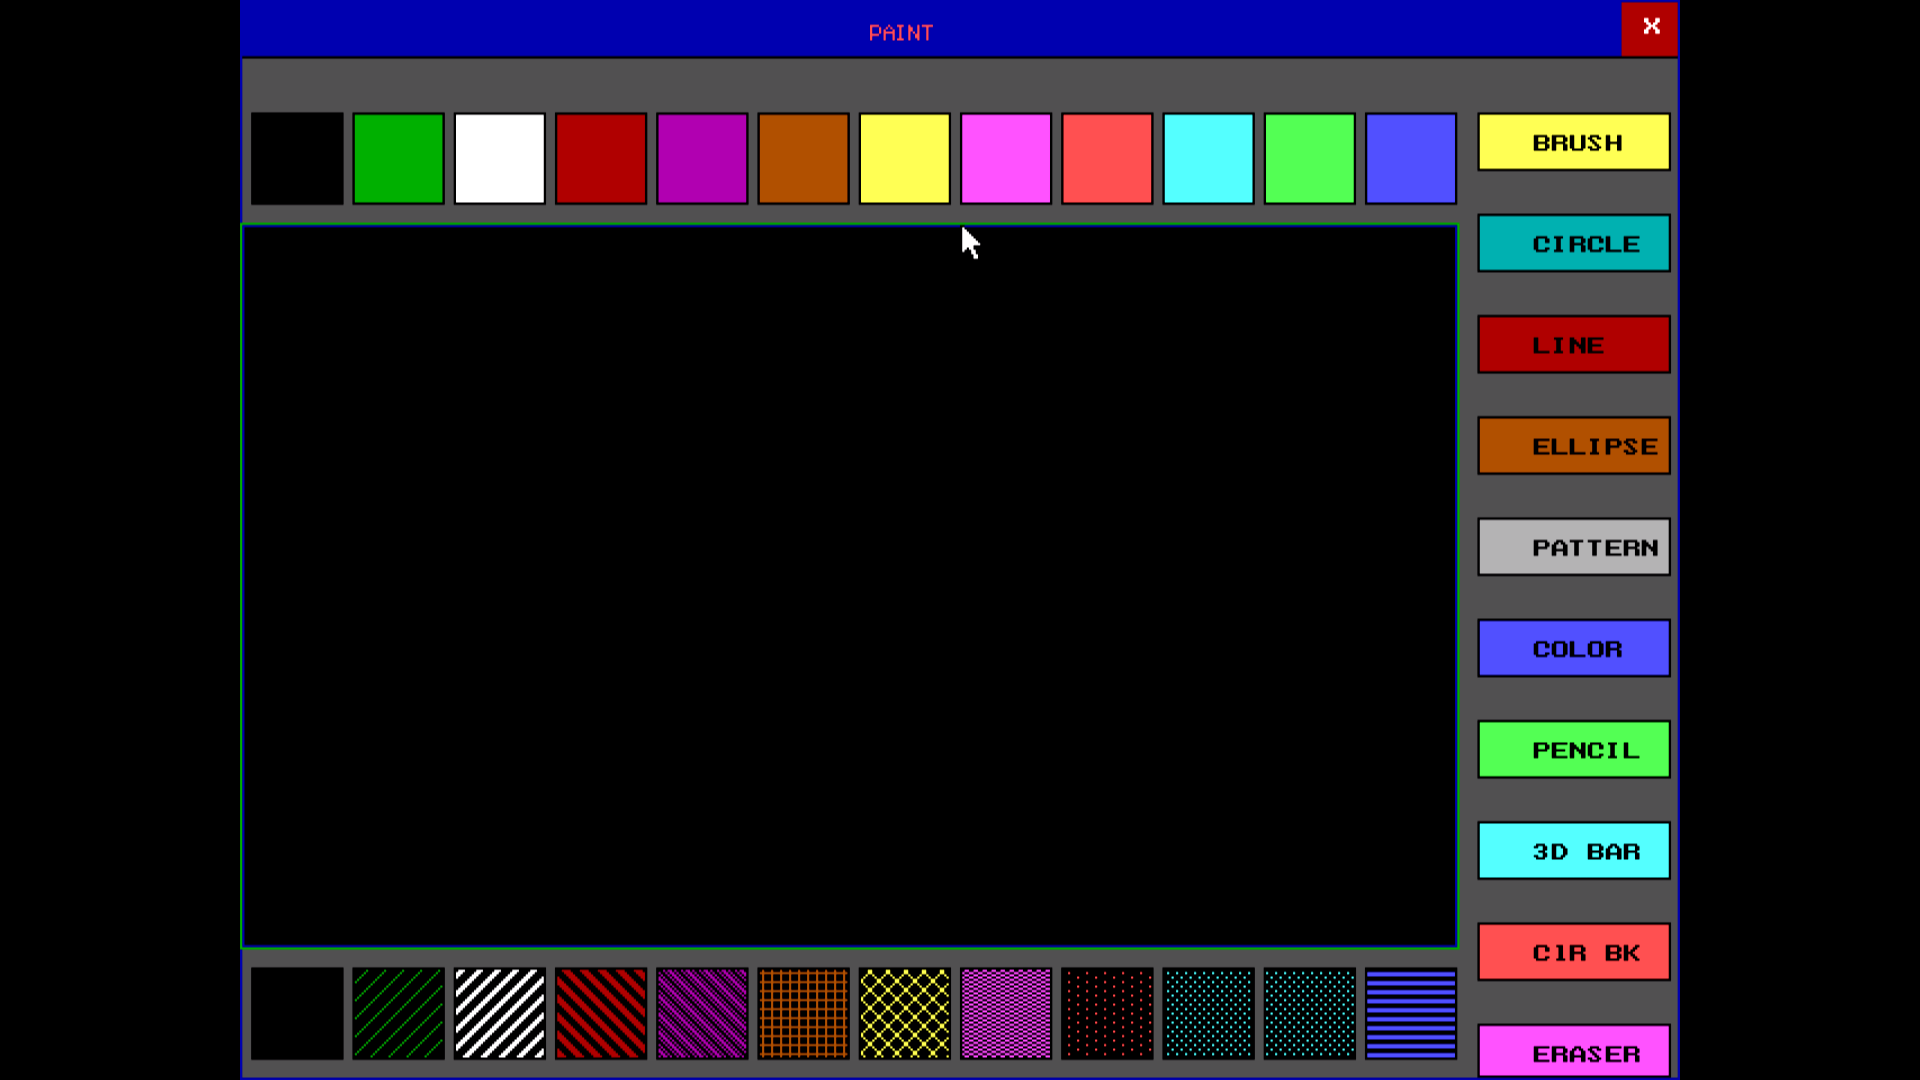 PAINT
X
BRUSH
CIRCLE
LINE
ELLIPSE
PATTERN
COLOR
PENCIL
3D BAR
C1R BK
ERASER